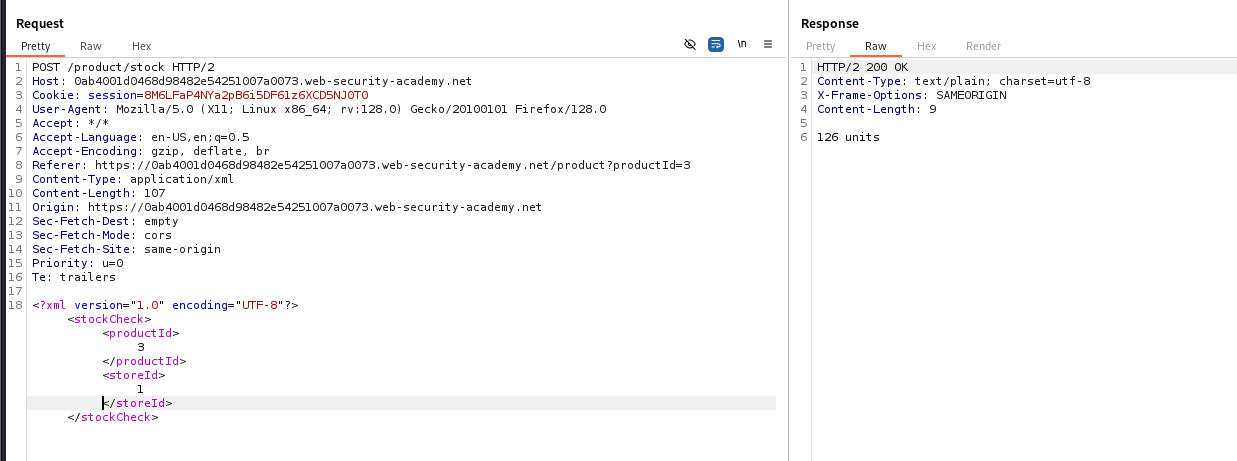 Request
Pretty Raw Hex
\n
1 POST /product/stock HTTP/2
2 Host: 0ab4001d0468d98482e54251007a0073.web-security-academy.net
3 Cookie: session=8M6LFaP4NYa2pB6i5DF61z6XCD5NJ0T0
4 User-Agent: Mozilla/5.0 (X11; Linux x86_64; rv:128.0) Gecko/20100101 Firefox/128.0
5 Accept: */*
6 Accept-Language: en-US,en;q=0.5
7 Accept-Encoding: gzip, deflate, br
8 Referer: https://0ab4001d0468d98482e54251007a0073.web-security-academy.net/product?productId=3
9 Content-Type: application/xml
10 Content-Length: 107
11 Origin: https://0ab4001d0468d98482e54251007a0073.web-security-academy.net
12 Sec-Fetch-Dest: empty
13 Sec-Fetch-Mode: cors
14 Sec-Fetch-Site: same-origin
15 Priority: u=0
16 Te: trailers
17
18 <?xml version="1.0" encoding="UTF-8"?>
<stockCheck>
<productId>
3
</productId>
<storeId>
1
</storeId>
</stockCheck>
Response
Pretty Raw Hex Render
1 HTTP/2 200 OK
2 Content-Type: text/plain; charset=utf-8
3 X-Frame-Options: SAMEORIGIN
4 Content-Length: 9
5
6 126 units